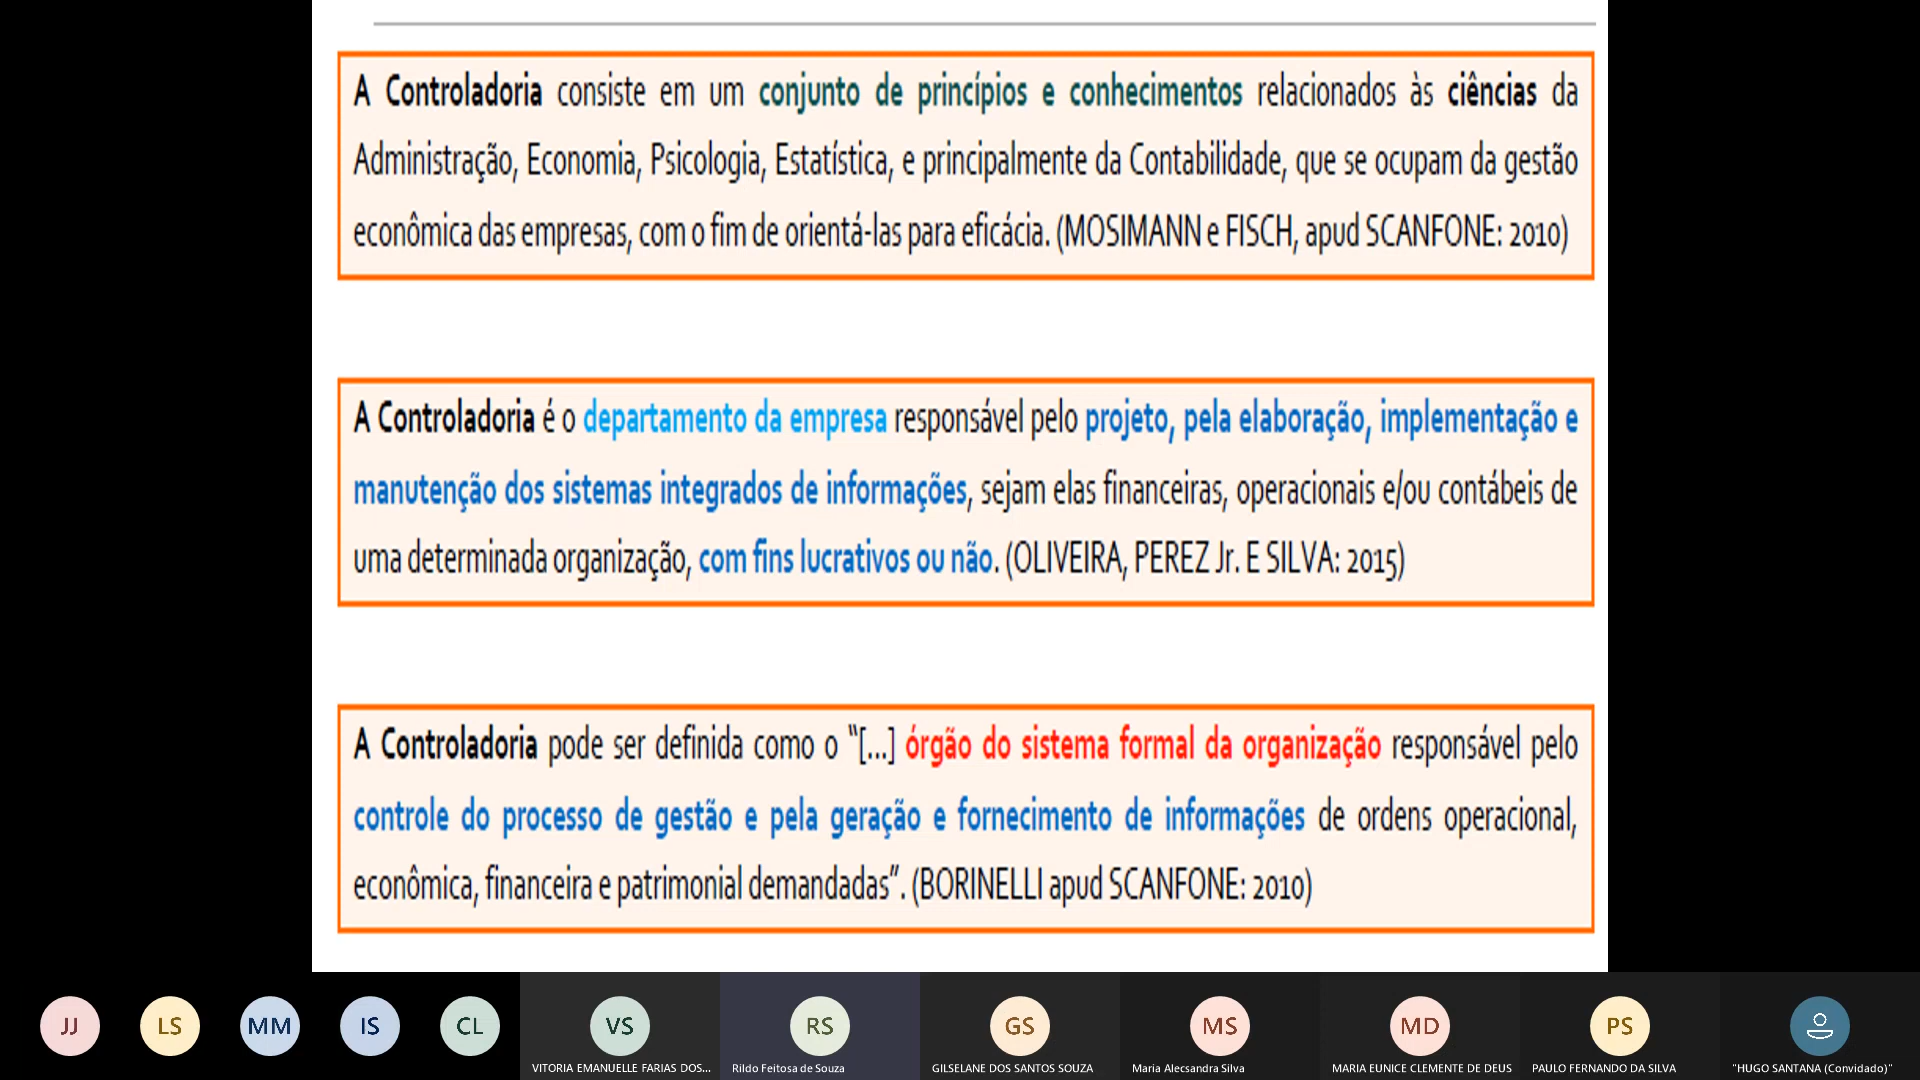 A Controladoria consiste em um conjunto de princípios e conhecimentos relacionados às ciências da
Administração, Economia, Psicologia, Estatística, e principalmente da Contabilidade, que se ocupam da gestão
econômica das empresas, com o fim de orientá-las para eficácia. (MOSIMANN e FISCH, apud SCANFONE: 2010)
A Controladoria é o departamento da empresa responsável pelo projeto, pela elaboração, implementação e
manutenção dos sistemas integrados de informações, sejam elas financeiras, operacionais e/ou contábeis de
uma determinada organização, com fins lucrativos ou não. (OLIVEIRA, PEREZ Jr. E SILVA: 2015)
A Controladoria pode ser definida como o “[...] órgão do sistema formal da organização responsável pelo
controle do processo de gestão e pela geração e fornecimento de informações de ordens operacional,
econômica, financeira e patrimonial demandadas”. (BORINELLI apud SCANFONE: 2010)
JJ LS MM IS CL VS RS GS MS MD PS
VITORIA EMANUELLE FARIAS DOS... Rildo Feitosa de Souza GILSELANE DOS SANTOS SOUZA Maria Alecsandra Silva MARIA EUNICE CLEMENTE DE DEUS PAULO FERNANDO DA SILVA "HUGO SANTANA (Convidado)"